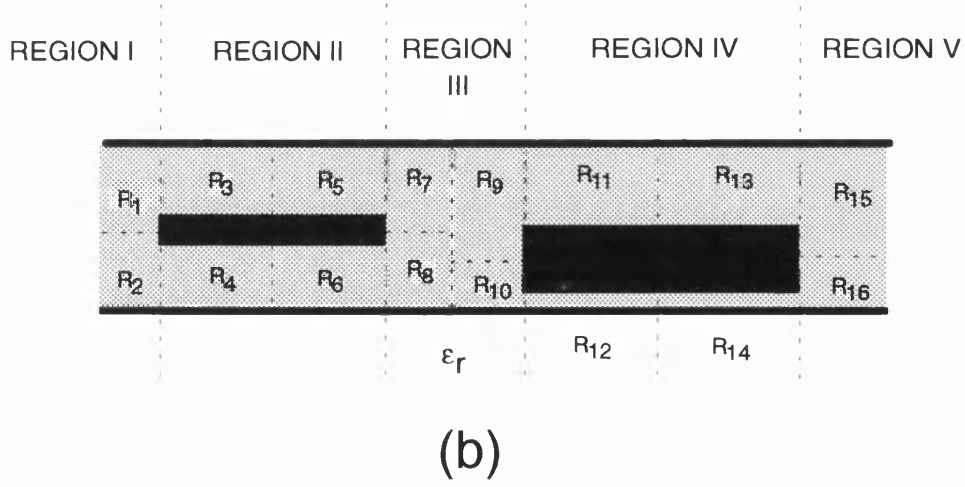 REGION I REGION II REGION III REGION IV REGION V
R3 R5 R7 R9 R11 R13
R1 R15
R2 R4 R6 R8 R10 R16
εr R12 R14
(b)